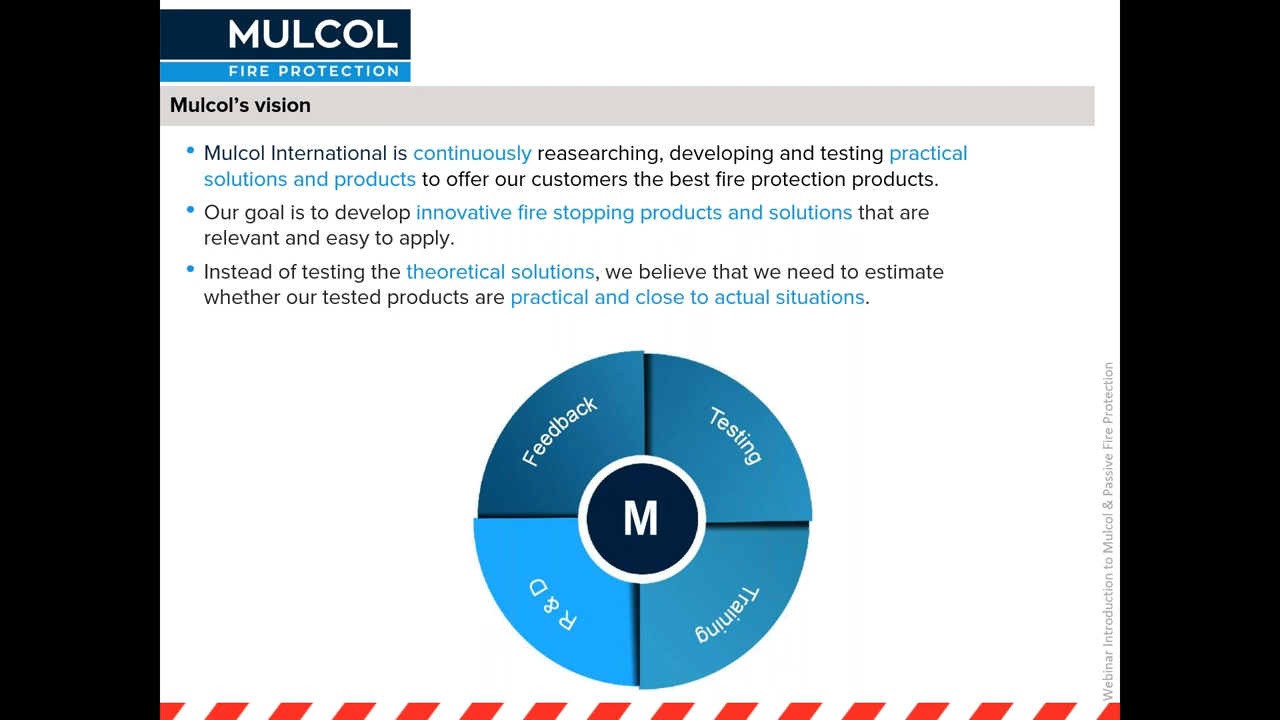 MULCOL
FIRE PROTECTION
Mulcol's vision
• Mulcol International is continuously reasearching, developing and testing practical
solutions and products to offer our customers the best fire protection products.
• Our goal is to develop innovative fire stopping products and solutions that are
relevant and easy to apply.
• Instead of testing the theoretical solutions, we believe that we need to estimate
whether our tested products are practical and close to actual situations.
Feedback
Testing
M
R & D
Training
Webinar Introduction to Mulcol & Passive Fire Protection